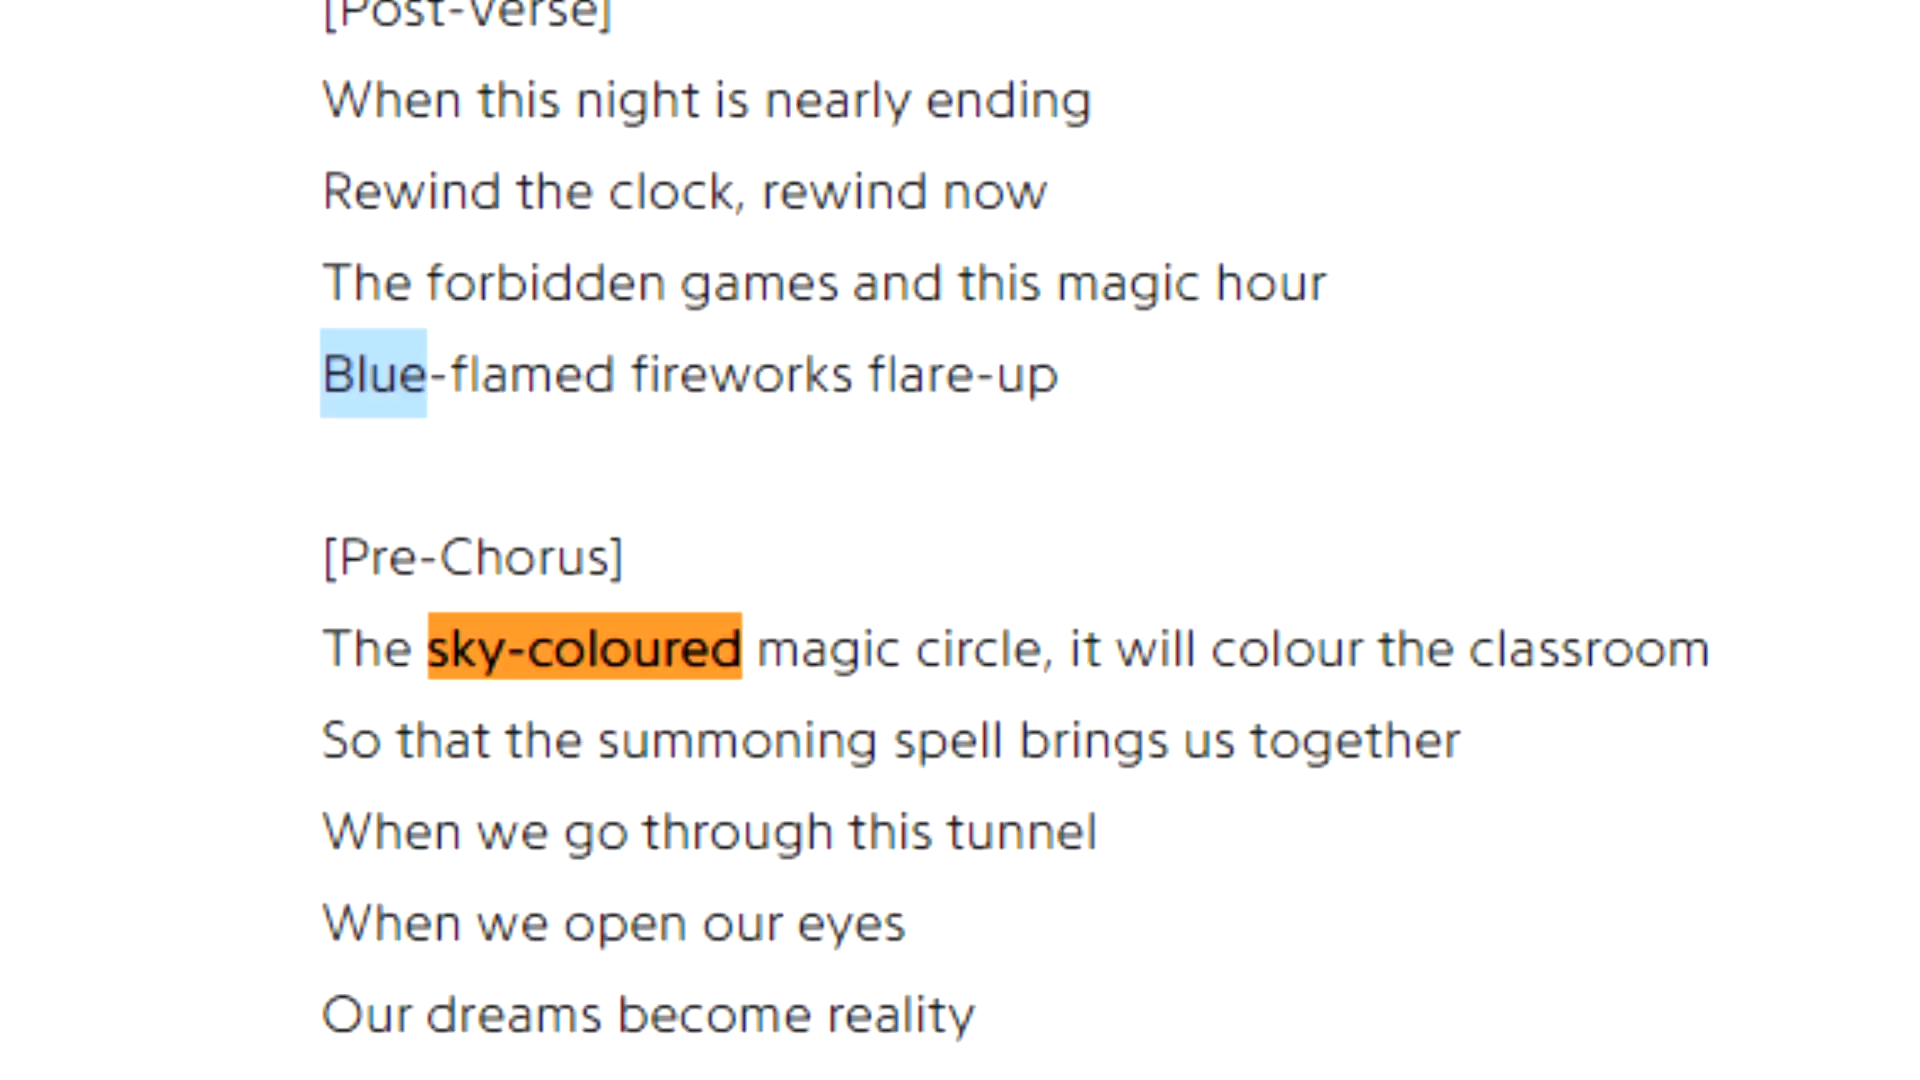 [Post-Verse]
When this night is nearly ending
Rewind the clock, rewind now
The forbidden games and this magic hour
Blue-flamed fireworks flare-up
[Pre-Chorus]
The sky-coloured magic circle, it will colour the classroom
So that the summoning spell brings us together
When we go through this tunnel
When we open our eyes
Our dreams become reality